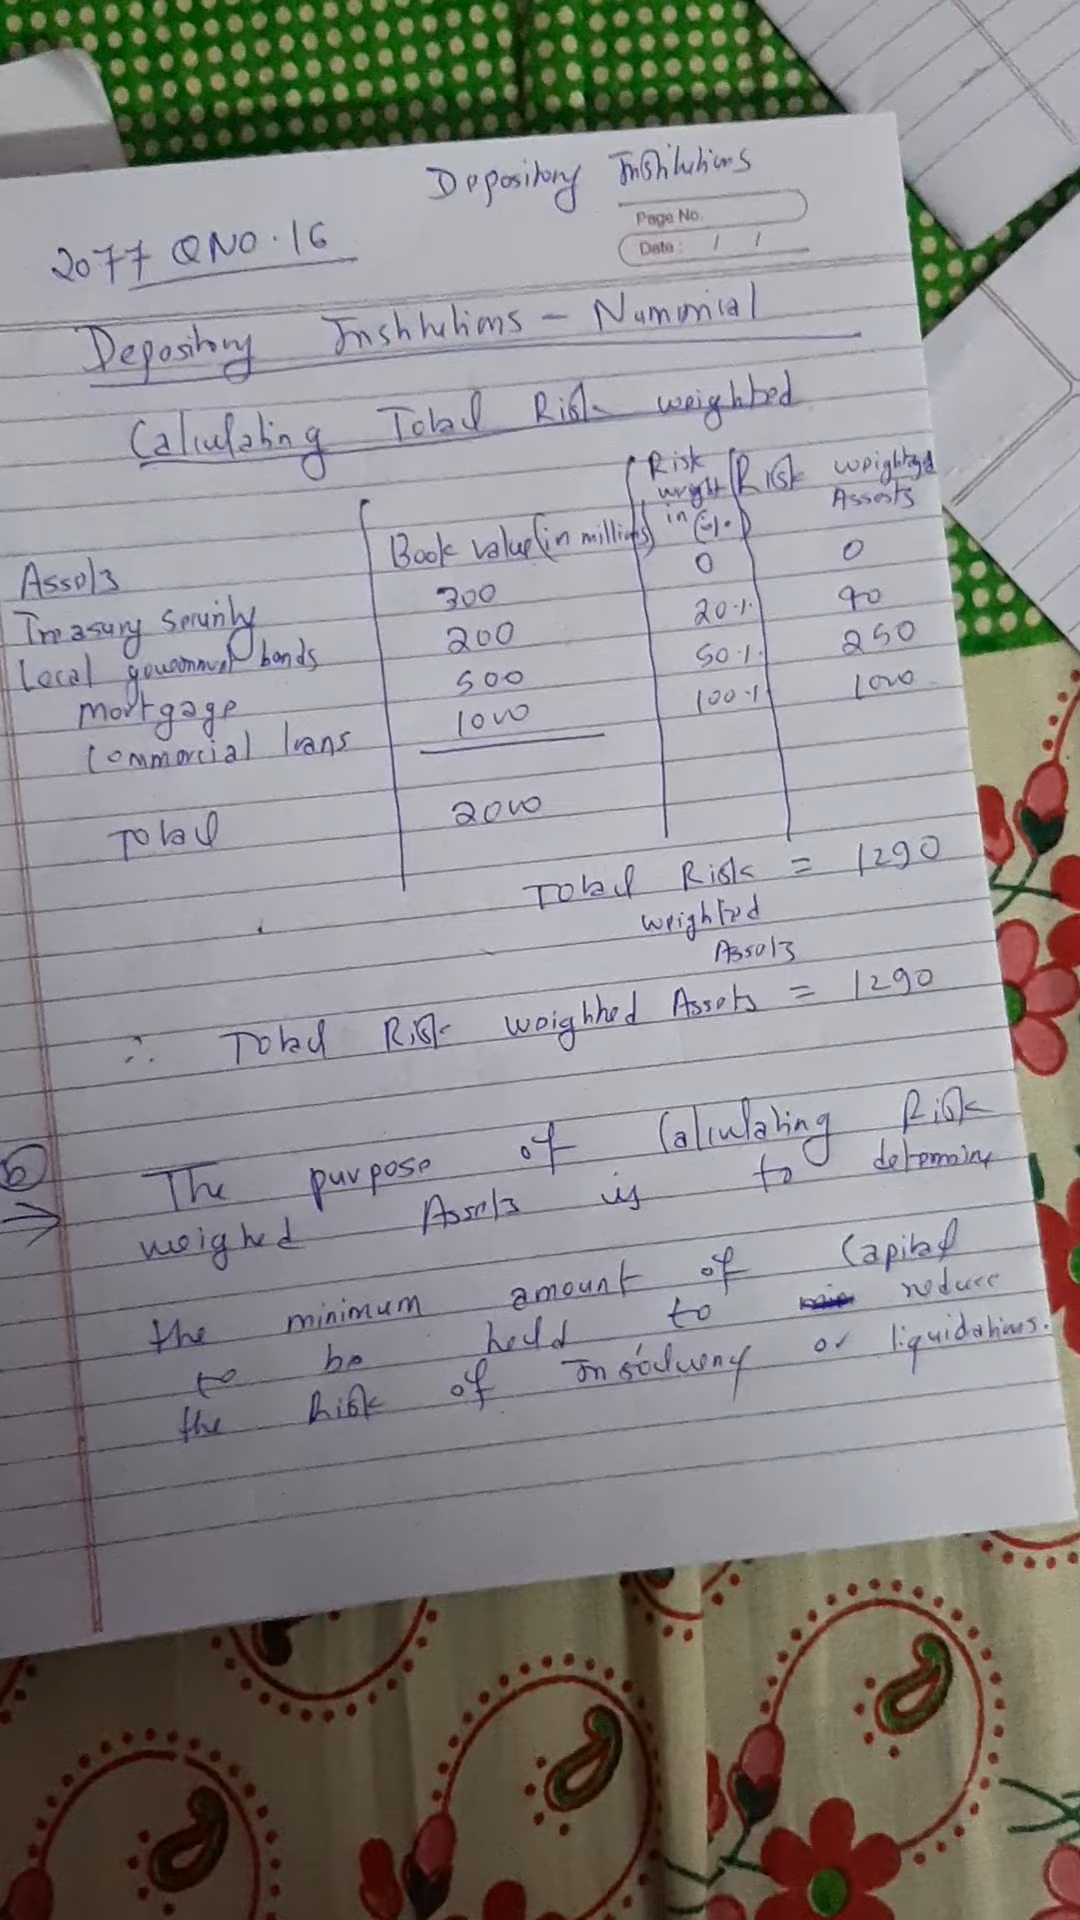 Depository Institutions
Page No.
Date: / /
2077 QNO.16
Depository Institutions - Numerical
Calculating Total Risk weighted
Assets | Book value (in millions) | Risk weight in (%) | Risk weighted Assets
Treasury Security 300 0 0
Local government bonds 200 20% 40
Mortgage 500 50% 250
Commercial loans 1000 100% 1000
Total 2000
Total Risk = 1290
weighted
Assets
∴ Total Risk weighted Assets = 1290
b) The purpose of Calculating Risk
→ weighed Assets is to determine
the minimum amount of Capital
to be held to reduce
the Risk of Insolvency or liquidations.